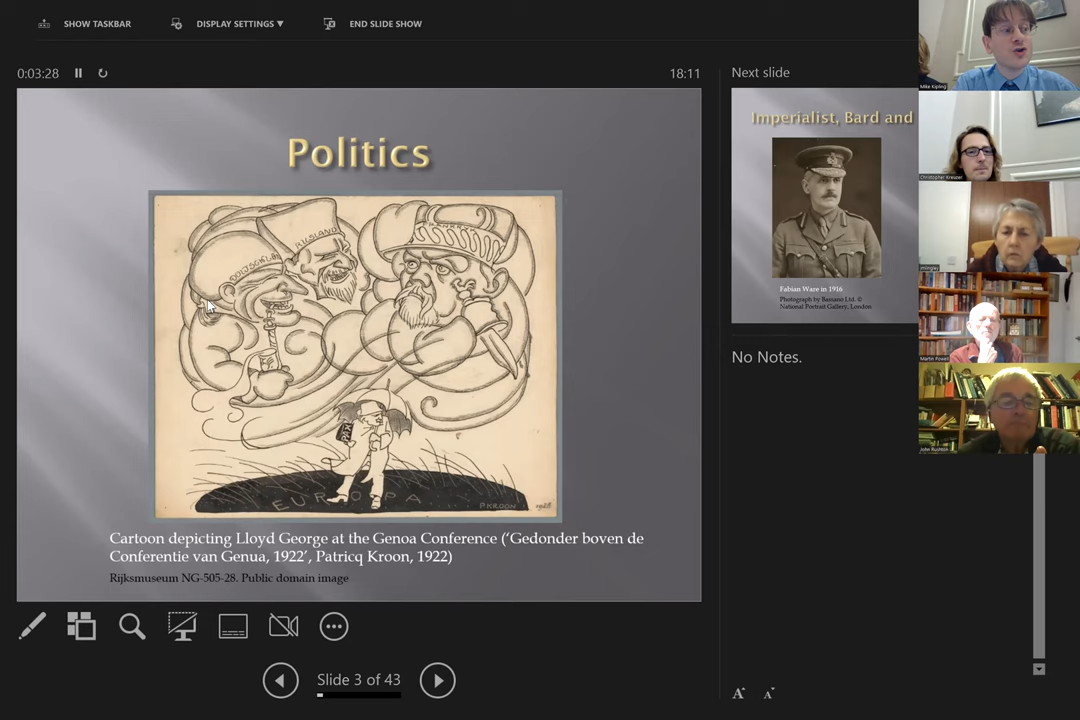 SHOW TASKBAR
DISPLAY SETTINGS ▼
END SLIDE SHOW
0:03:28
18:11
Next slide
Politics
RUSLAND
EUROPA
P.KROON
1922
Cartoon depicting Lloyd George at the Genoa Conference ('Gedonder boven de
Conferentie van Genua, 1922', Patricq Kroon, 1922)
Rijksmuseum NG-505-28. Public domain image
Imperialist, Bard and
Fabian Ware in 1916
Photograph by Bassano Ltd. ©
National Portrait Gallery, London
No Notes.
Slide 3 of 43
A
A
Mike Kipling
Christopher Kreuzer
Martin Powell